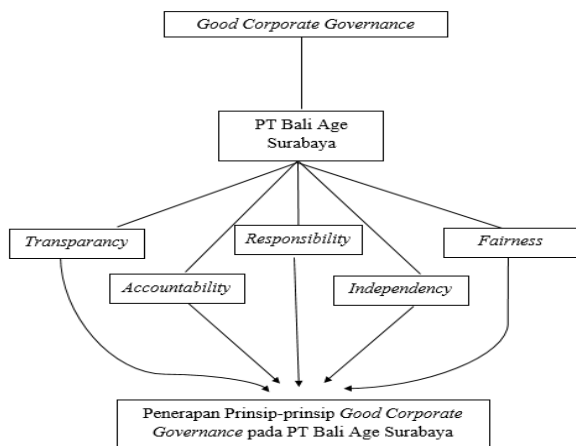 Good Corporate Governance
PT Bali Age
Surabaya
Transparancy
Accountability
Responsibility
Independency
Fairness
Penerapan Prinsip-prinsip Good Corporate
Governance pada PT Bali Age Surabaya